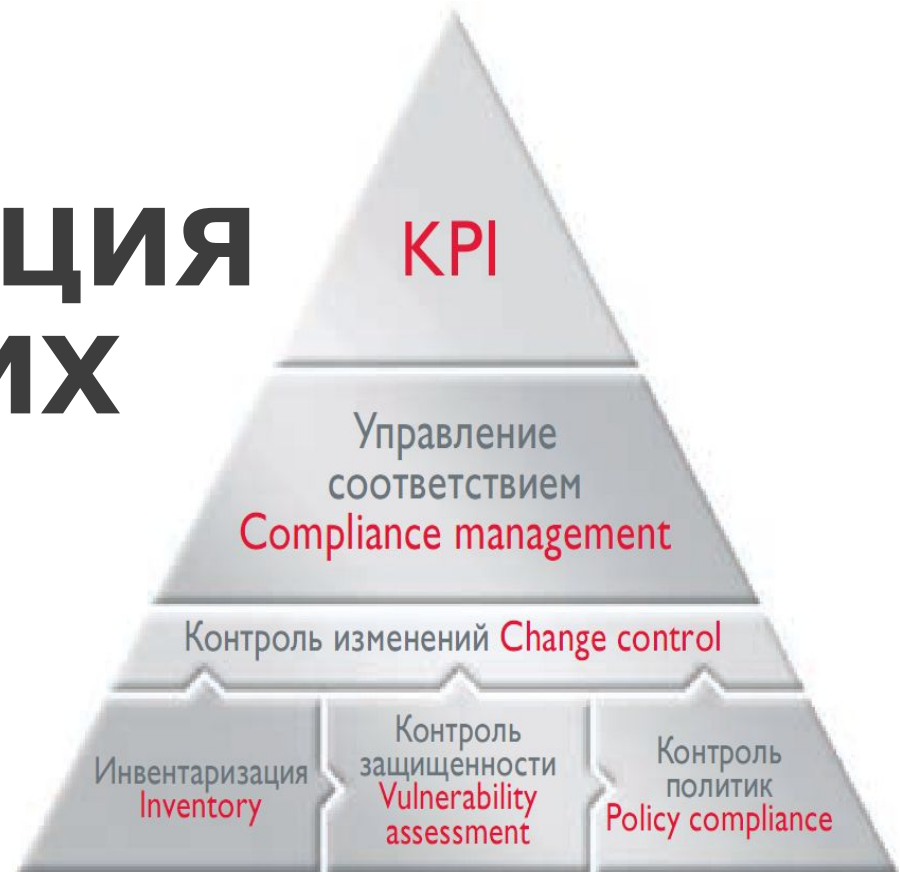 ция
их
KPI
Управление
соответствием
Compliance management
Контроль изменений Change control
Инвентаризация
Inventory
Контроль
защищенности
Vulnerability
assessment
Контроль
политик
Policy compliance